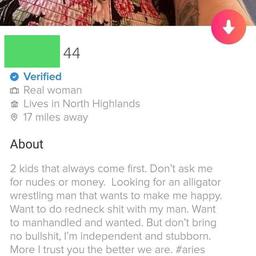 44
Verified
Real woman
Lives in North Highlands
17 miles away
About
2 kids that always come first. Don't ask me
for nudes or money.  Looking for an alligator
wrestling man that wants to make me happy.
Want to do redneck shit with my man. Want
to manhandled and wanted. But don't bring
no bullshit, I'm independent and stubborn.
More I trust you the better we are. #aries